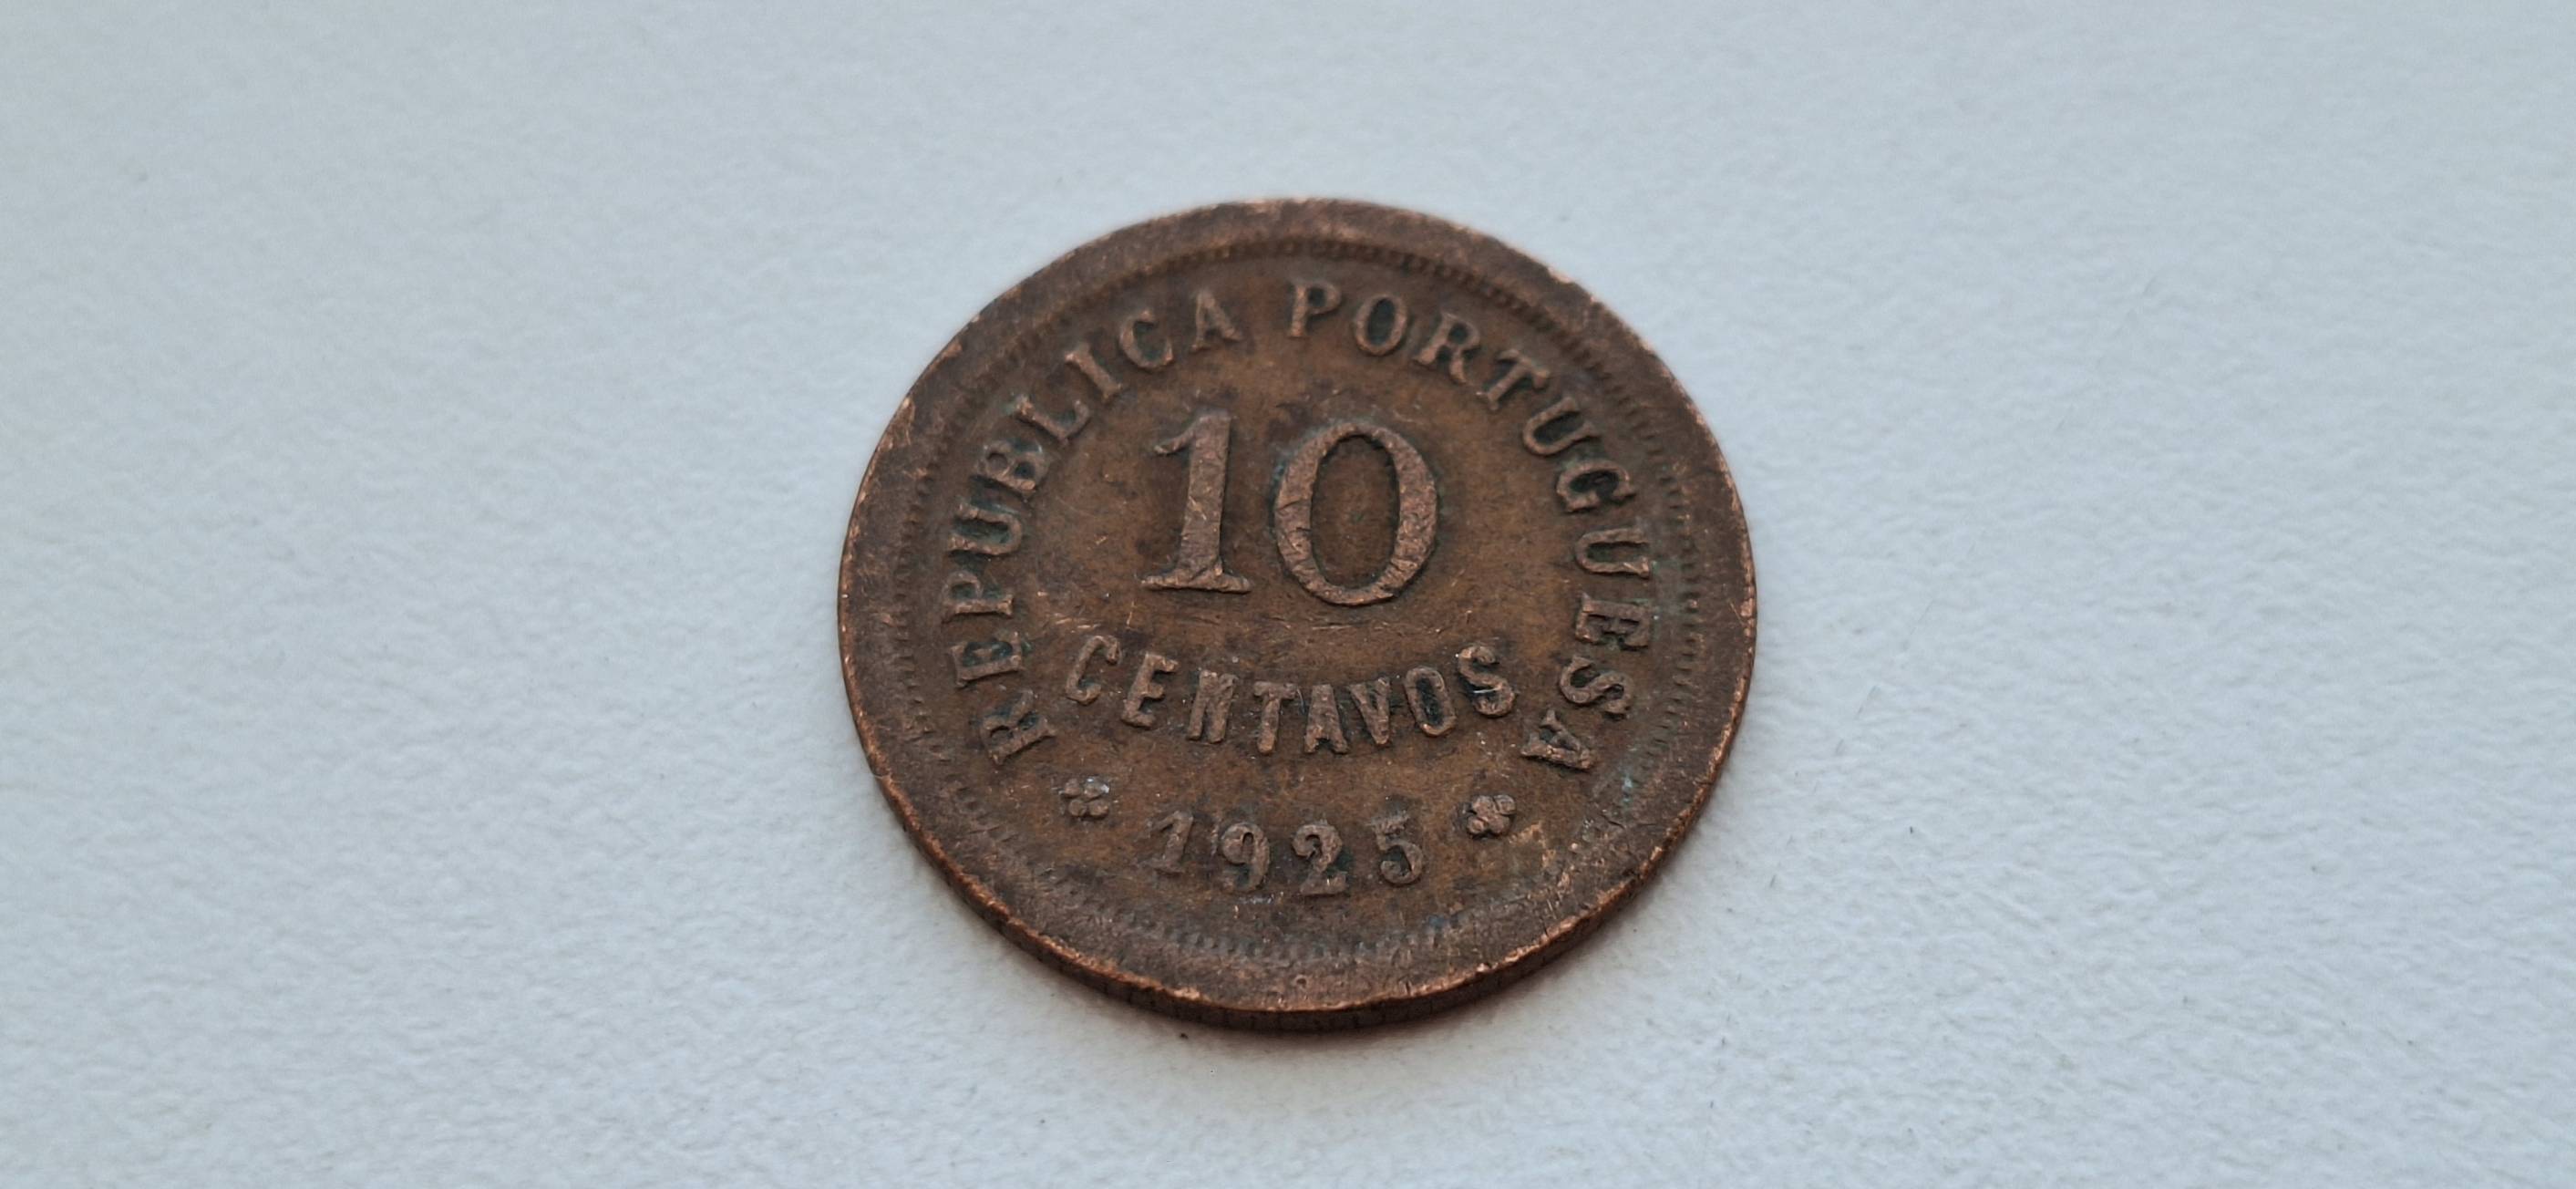 REPUBLICA PORTUGUESA
10
CENTAVOS
1925